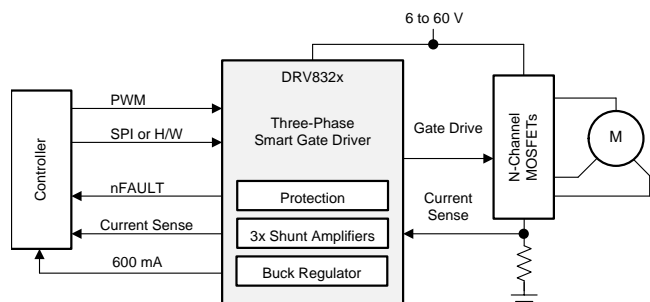 6 to 60 V
DRV832x
Three-Phase
Smart Gate Driver
Protection
3x Shunt Amplifiers
Buck Regulator
Controller
PWM
SPI or H/W
nFAULT
Current Sense
600 mA
Gate Drive
Current
Sense
N-Channel
MOSFETs
M